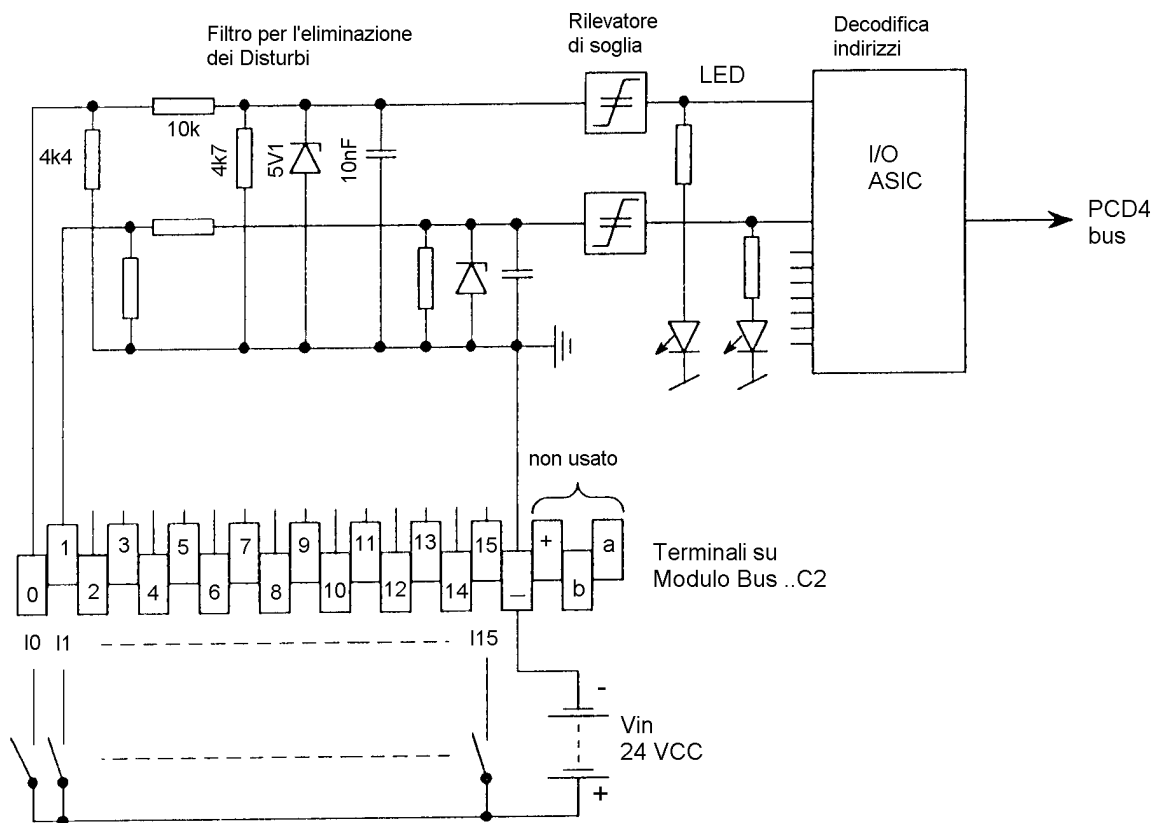 Filtro per l'eliminazione
dei Disturbi
Rilevatore
di soglia
Decodifica
indirizzi
LED
10k
4k4
4k7
5V1
10nF
I/O
ASIC
PCD4
bus
non usato
0
1
2
3
4
5
6
7
8
9
10
11
12
13
14
15
–
+
b
a
Terminali su
Modulo Bus ..C2
I0
I1
I15
-
Vin
24 VCC
+